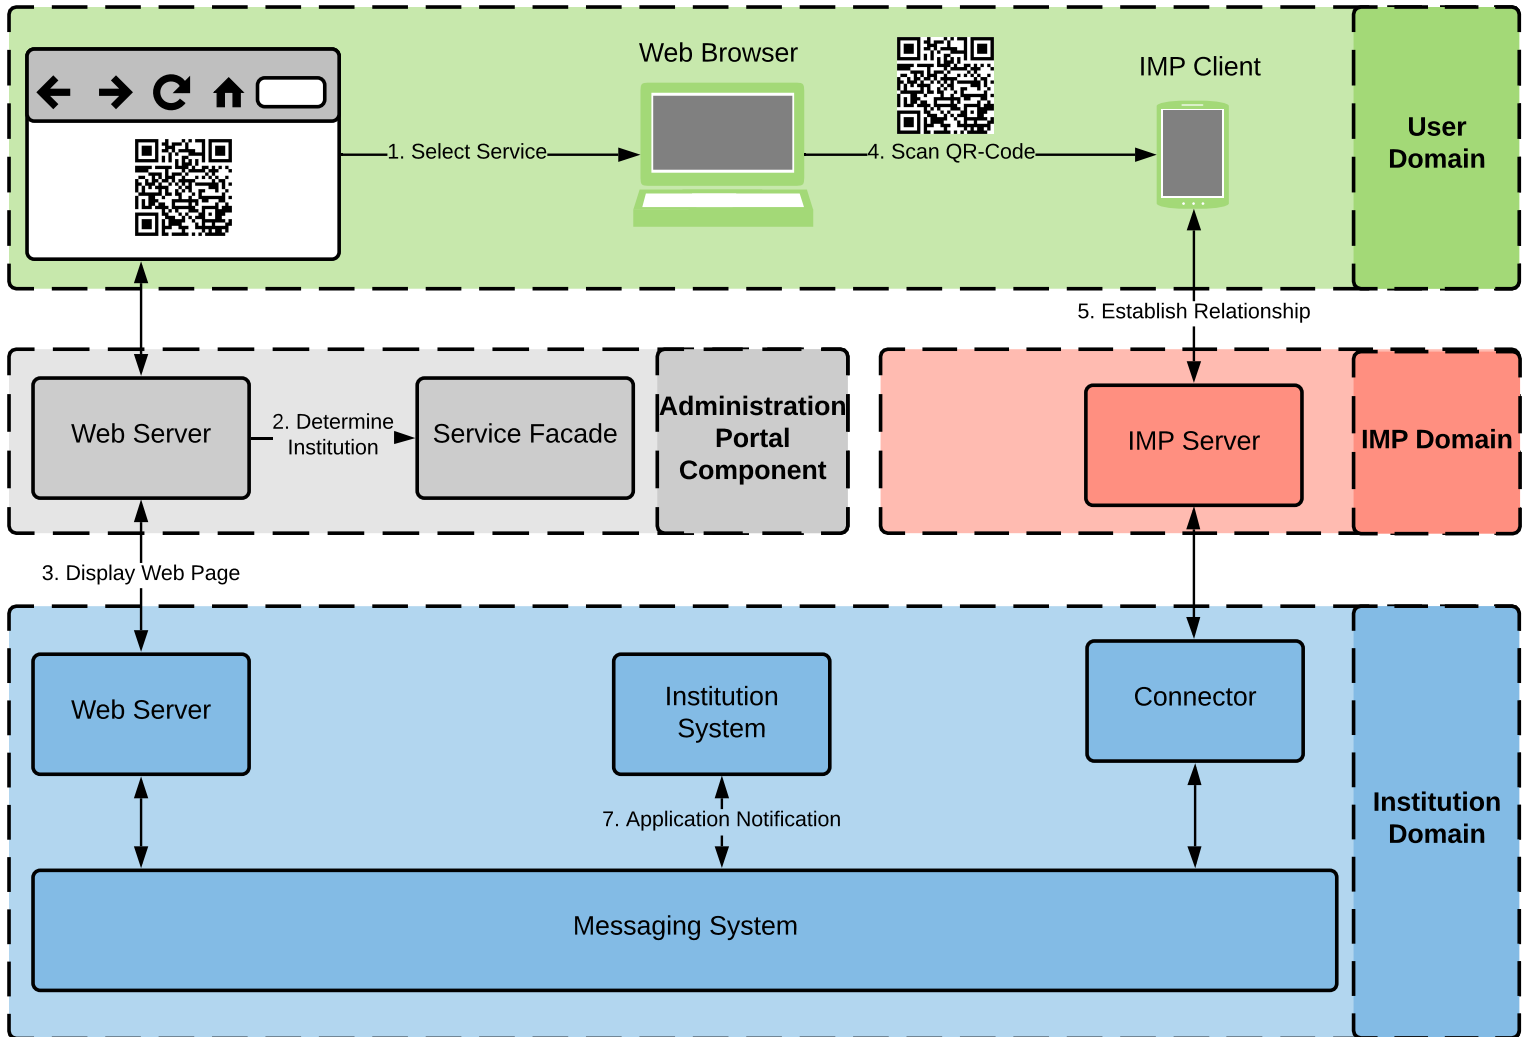 Web Browser
IMP Client
1. Select Service
4. Scan QR-Code
User
Domain
5. Establish Relationship
Web Server
2. Determine
Institution
Service Facade
Administration
Portal
Component
IMP Server
IMP Domain
3. Display Web Page
Web Server
Institution
System
Connector
7. Application Notification
Institution
Domain
Messaging System